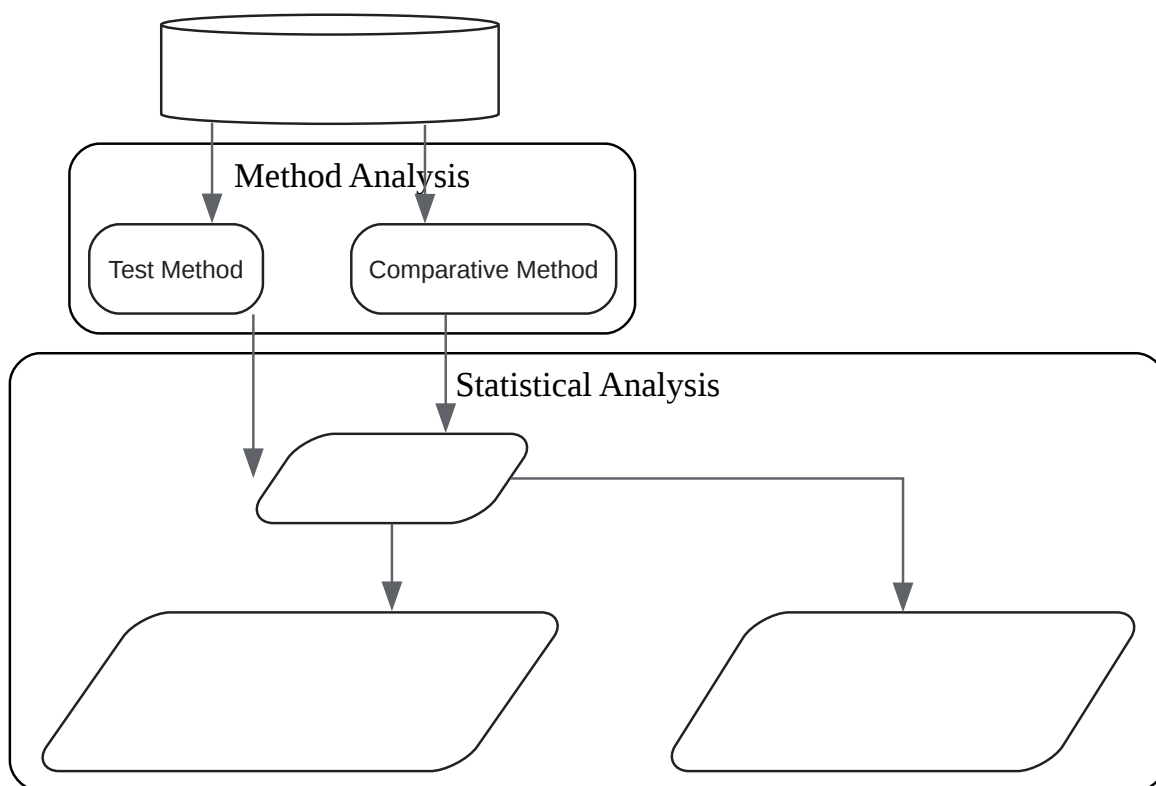 Method Analysis
Test Method
Comparative Method
Statistical Analysis